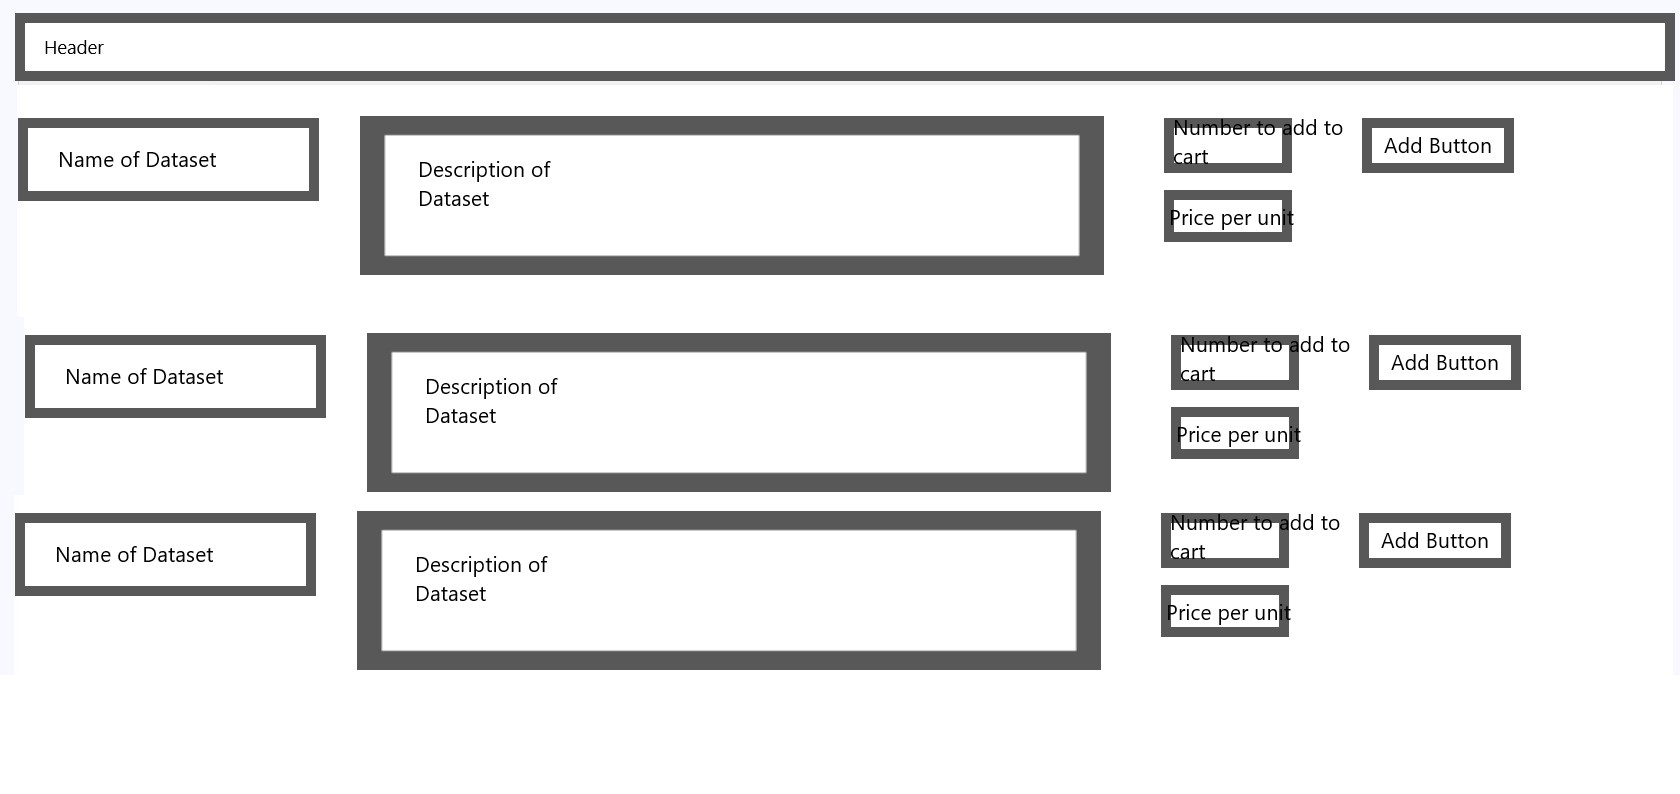 Header
Name of Dataset
Description of
Dataset
Number to add to
cart
Add Button
Price per unit
Name of Dataset
Description of
Dataset
Number to add to
cart
Add Button
Price per unit
Name of Dataset
Description of
Dataset
Number to add to
cart
Add Button
Price per unit